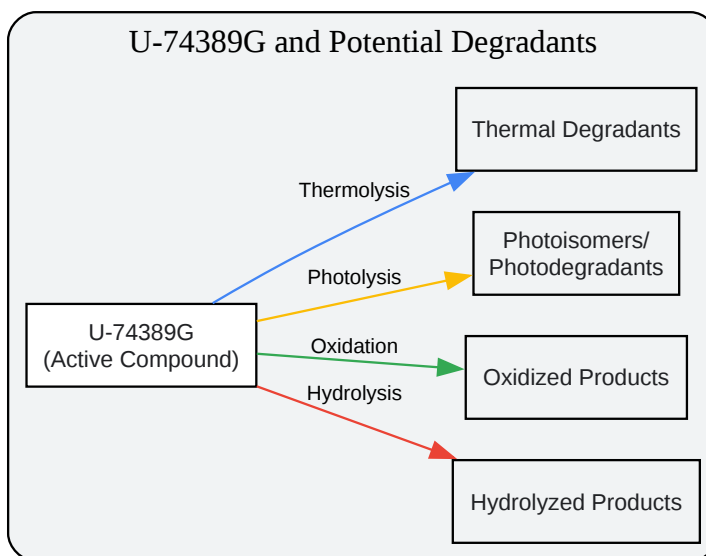 U-74389G and Potential Degradants
Thermal Degradants
Thermolysis
Photoisomers/
Photodegradants
Photolysis
U-74389G
(Active Compound)
Oxidation
Oxidized Products
Hydrolysis
Hydrolyzed Products